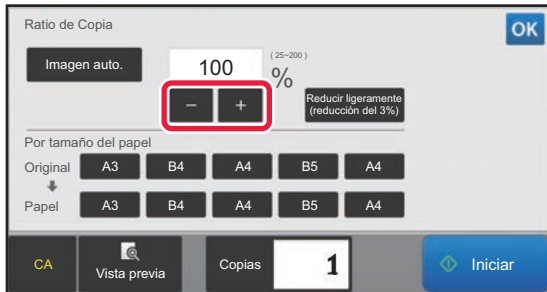 Ratio de Copia
OK
Imagen auto.
100
(25~200)
%
- +
Reducir ligeramente
(reducción del 3%)
Por tamaño del papel
Original A3 B4 A4 B5 A4
Papel A3 B4 A4 B5 A4
CA
Vista previa
Copias
1
Iniciar